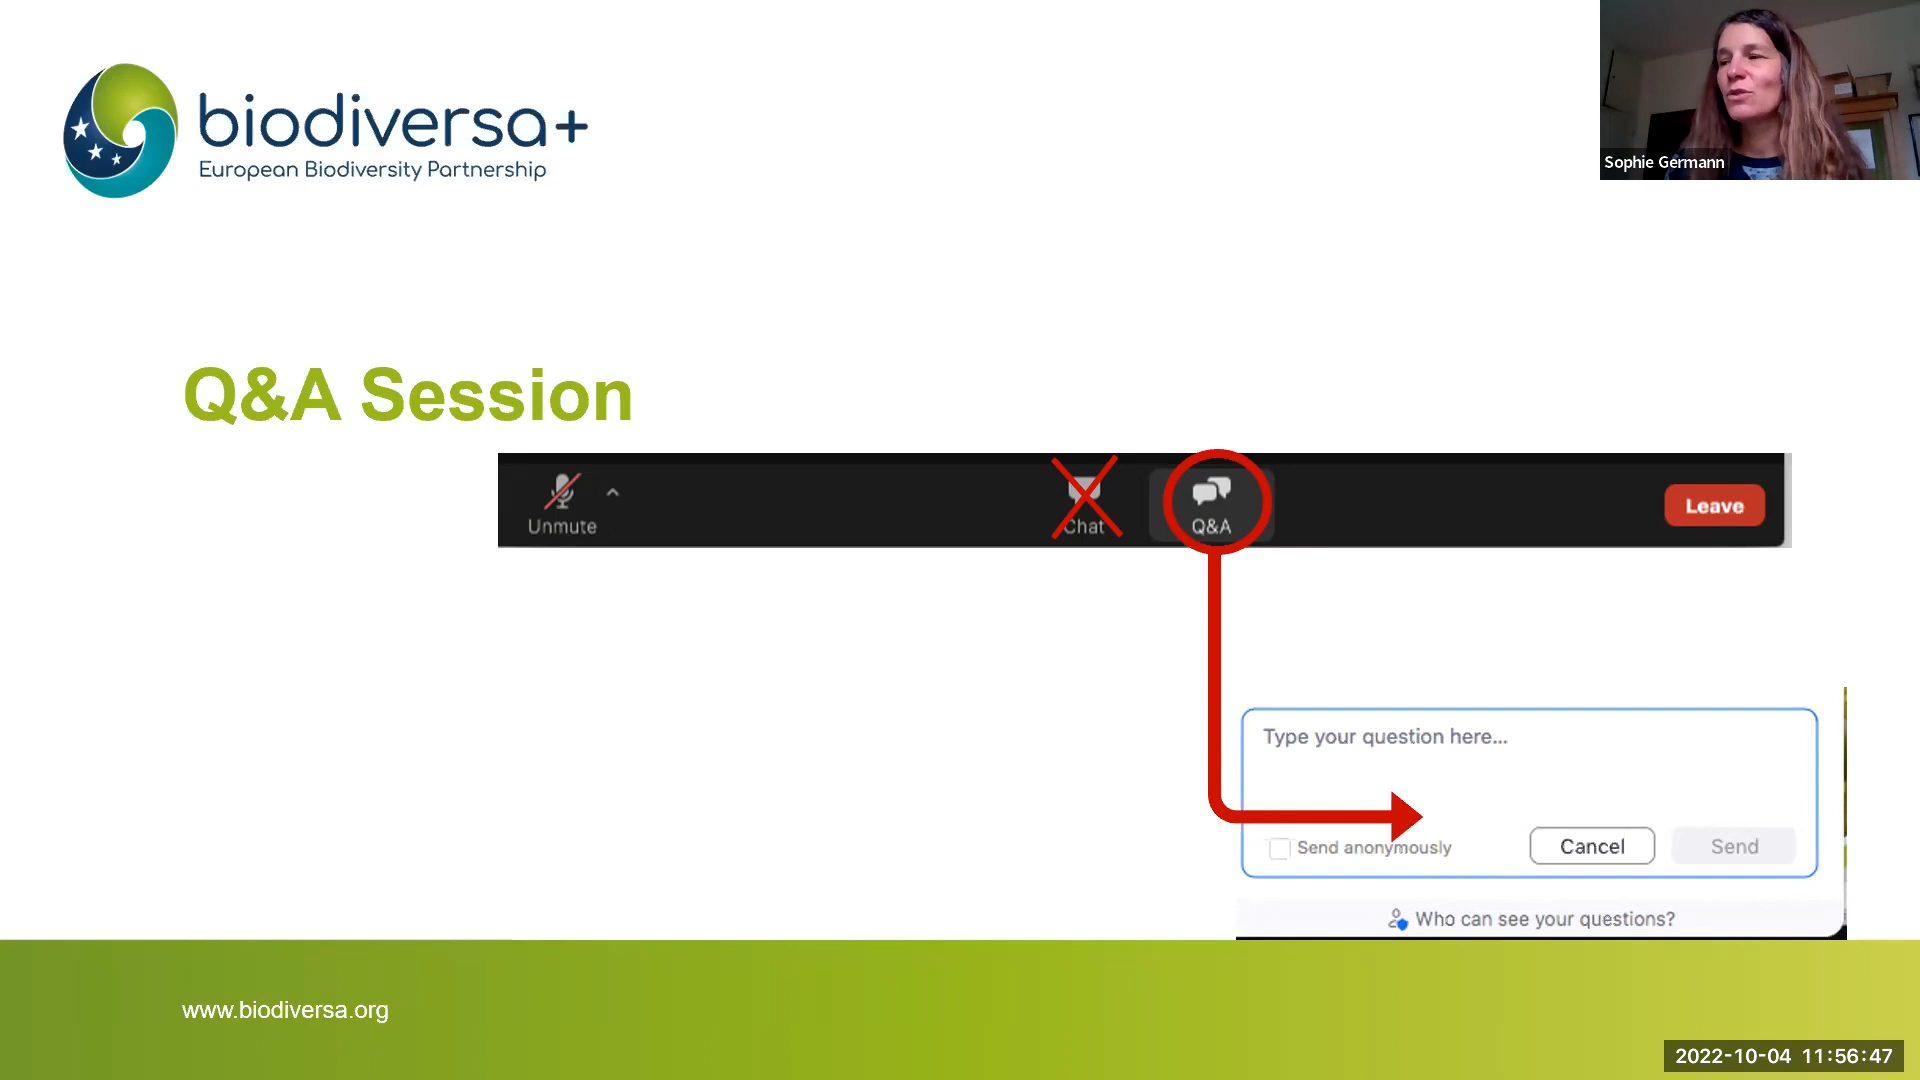 biodiversa+
European Biodiversity Partnership
Sophie Germann
Q&A Session
Unmute
Chat
Q&A
Leave
Type your question here...
Send anonymously
Cancel
Send
Who can see your questions?
www.biodiversa.org
2022-10-04 11:56:47